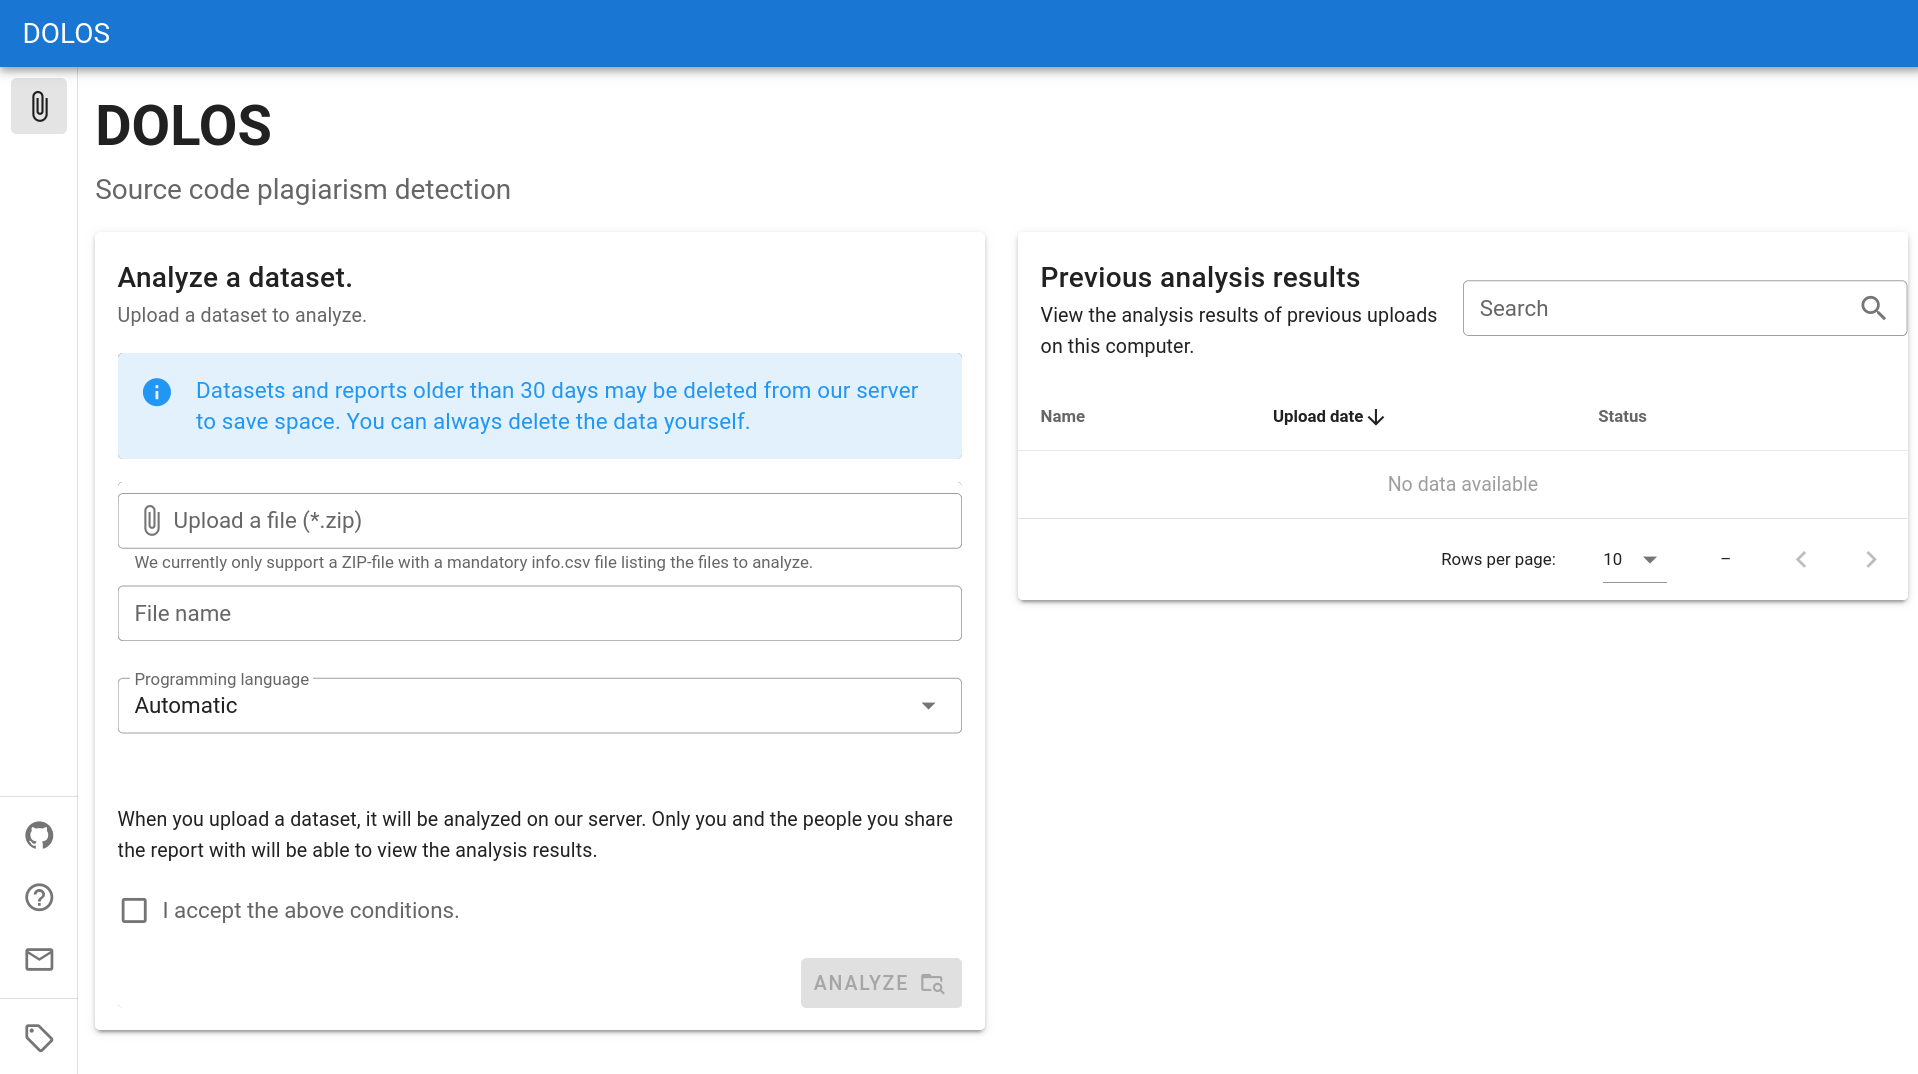 DOLOS
DOLOS
Source code plagiarism detection
Analyze a dataset.
Upload a dataset to analyze.
Datasets and reports older than 30 days may be deleted from our server
to save space. You can always delete the data yourself.
Upload a file (*.zip)
We currently only support a ZIP-file with a mandatory info.csv file listing the files to analyze.
File name
Programming language
Automatic
When you upload a dataset, it will be analyzed on our server. Only you and the people you share
the report with will be able to view the analysis results.
I accept the above conditions.
ANALYZE
Previous analysis results
View the analysis results of previous uploads
on this computer.
Search
Name Upload date Status
No data available
Rows per page: 10 –